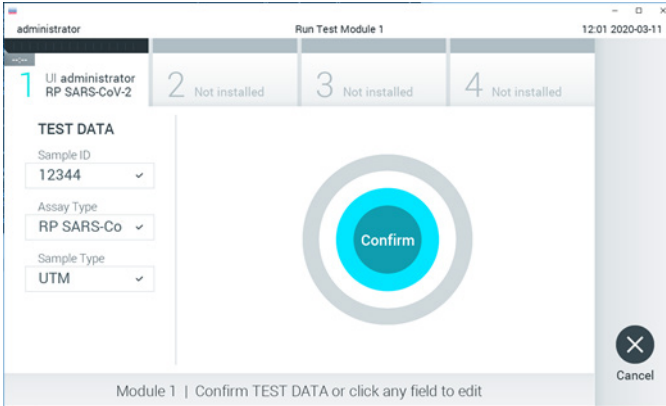 administrator
Run Test Module 1
12:01 2020-03-11
--:--
1
UI administrator
RP SARS-CoV-2
2 Not installed
3 Not installed
4 Not installed
TEST DATA
Sample ID
12344
Assay Type
RP SARS-Co
Sample Type
UTM
Confirm
Cancel
Module 1 | Confirm TEST DATA or click any field to edit